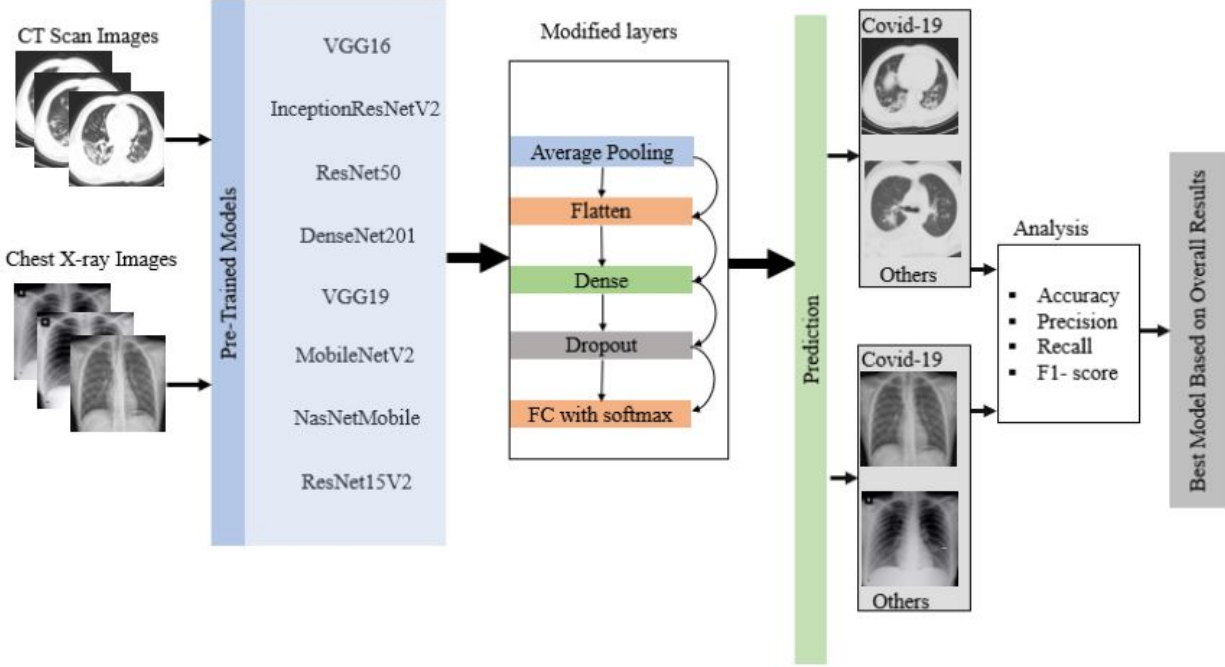 CT Scan Images
Chest X-ray Images
Pre-Trained Models
VGG16
InceptionResNetV2
ResNet50
DenseNet201
VGG19
MobileNetV2
NasNetMobile
ResNet15V2
Modified layers
Average Pooling
Flatten
Dense
Dropout
FC with softmax
Prediction
Covid-19
Others
Covid-19
Others
Analysis
▪ Accuracy
▪ Precision
▪ Recall
▪ F1- score
Best Model Based on Overall Results